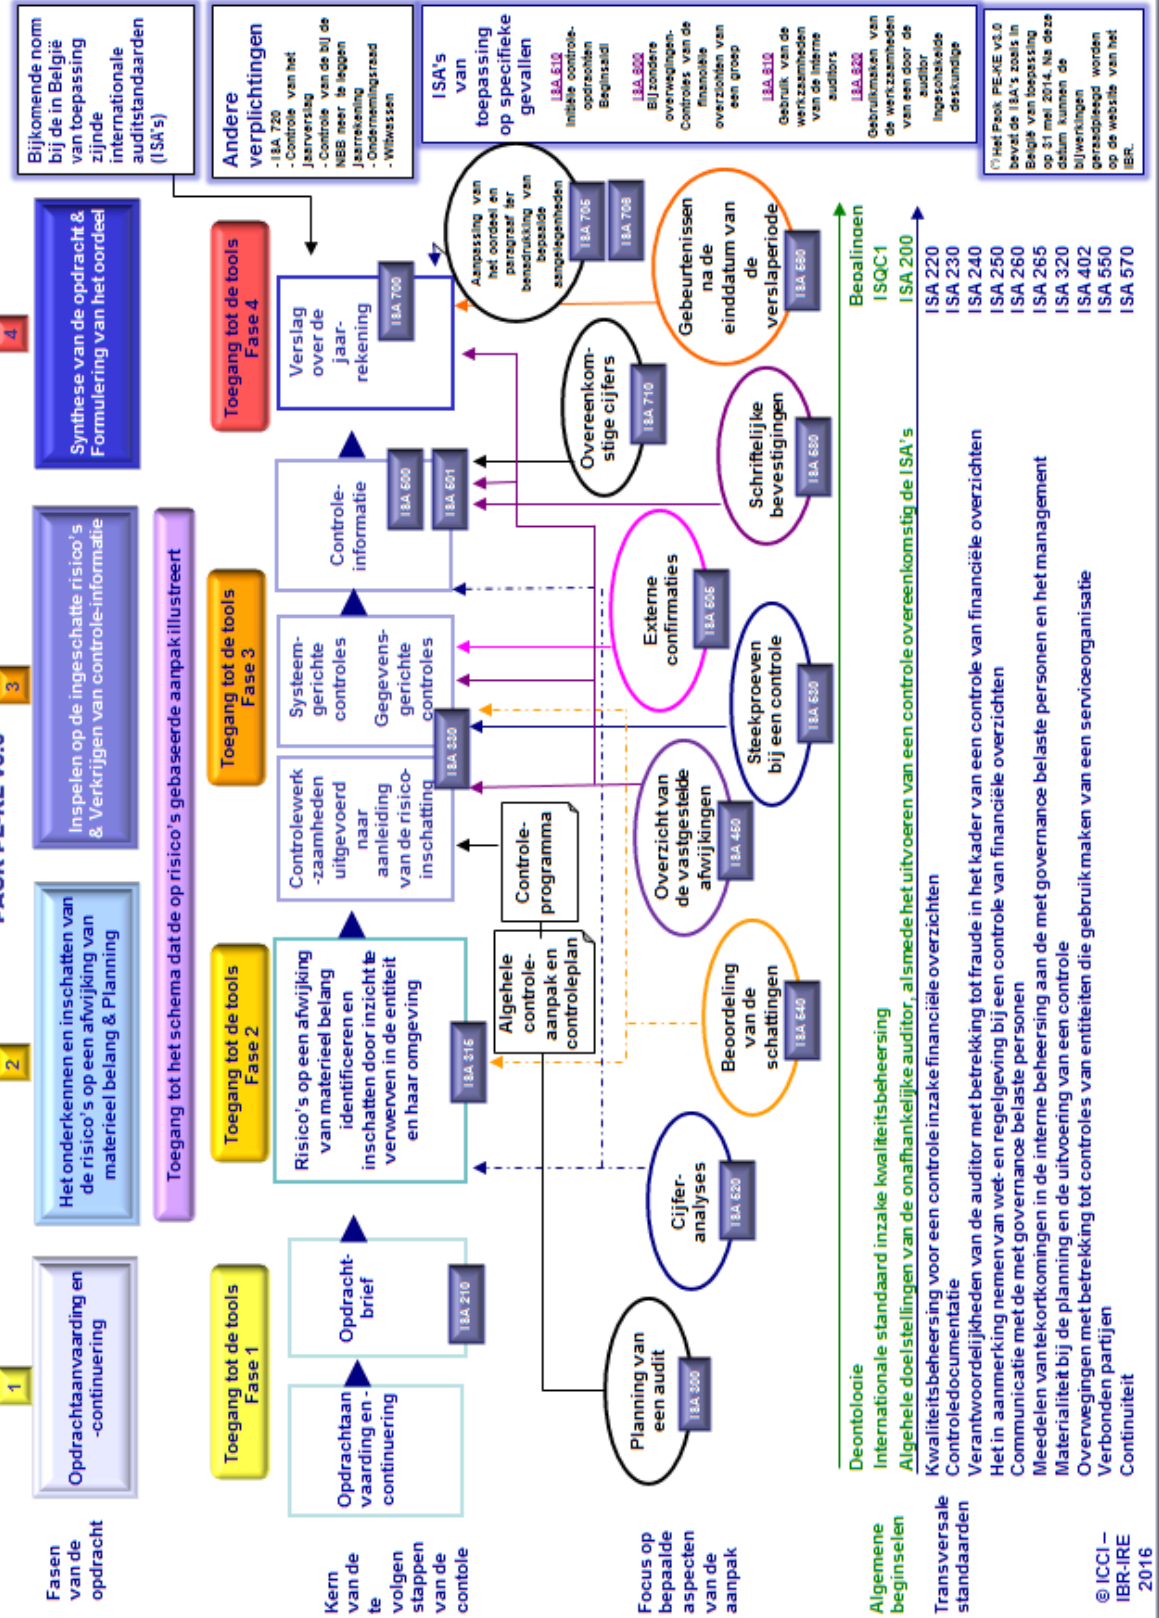 1
2
3
4
Fasen
van de
opdracht
Opdrachtaanvaarding en
-continuering
Het onderkennen en inschatten van
de risico's op een afwijking van
materieel belang & Planning
Inspelen op de ingeschatte risico's
& Verkrijgen van controle-informatie
Synthese van de opdracht &
Formulering van het oordeel
Bijkomende norm
bij de in België
van toepassing
zijnde
internationale
auditstandaarden
(ISA's)
Toegang tot het schema dat de op risico's gebaseerde aanpak illustreert
Toegang tot de tools
Fase 1
Toegang tot de tools
Fase 2
Toegang tot de tools
Fase 3
Toegang tot de tools
Fase 4
Andere
verplichtingen
- ISA 720
- Controle van het
jaarverslag
- Controle van de bij de
NBB neer te leggen
jaarrekening
- Ondernemingsraad
- Witwassen
Kern
van de
te
volgen
stappen
van de
contole
Opdrachtaan
vaarding en -
continuering
Opdracht-
brief
ISA 210
Risico's op een afwijking
van materieel belang
identificeren en
inschatten door inzicht te
verwerven in de entiteit
en haar omgeving
ISA 315
Controlewerk
-zaamheden
uitgevoerd
naar
aanleiding
van de risico-
inschatting
Systeem-
gerichte
controles
Gegevens-
gerichte
controles
ISA 330
Controle-
informatie
ISA 500
ISA 501
Verslag
over de
jaar-
rekening
ISA 700
Aanpassing van
het oordeel en
paragraaf ter
benadrukking van
bepaalde
aangelegenheden
ISA 705
ISA 706
ISA's
van
toepassing
op specifieke
gevallen
ISA 510
Initiële controle-
opdrachten
Beginsaldi
ISA 600
Bijzondere
overwegingen-
Controles van de
financiële
overzichten van
een groep
ISA 610
Gebruik van de
werkzaamheden
van de interne
auditors
ISA 620
Gebruikmaken van
de werkzaamheden
van een door de
auditor
ingeschakelde
deskundige
Algehele
controle-
aanpak en
controleplan
Controle-
programma
Focus op
bepaalde
aspecten
van de
aanpak
Planning van
een audit
ISA 300
Cijfer-
analyses
ISA 520
Beoordeling
van de
schattingen
ISA 540
Overzicht van
de vastgestelde
afwijkingen
ISA 450
Steekproeven
bij een controle
ISA 530
Externe
confirmaties
ISA 505
Schriftelijke
bevestigingen
ISA 580
Overeenkom-
stige cijfers
ISA 710
Gebeurtenissen
na de
einddatum van
de
verslaperiode
ISA 560
(*) Het Pack PE-KE v3.0
bevat de ISA's zoals in
België van toepassing
op 31 mei 2014. Na deze
datum kunnen de
bijwerkingen
geraadpleegd worden
op de website van het
IBR.
Algemene
beginselen
Deontologie Bepalingen
Internationale standaard inzake kwaliteitsbeheersing ISQC1
Algehele doelstellingen van de onafhankelijke auditor, alsmede het uitvoeren van een controle overeenkomstig de ISA's ISA 200
Transversale
standaarden
Kwaliteitsbeheersing voor een controle inzake financiële overzichten ISA 220
Controledocumentatie ISA 230
Verantwoordelijkheden van de auditor met betrekking tot fraude in het kader van een controle van financiële overzichten ISA 240
Het in aanmerking nemen van wet- en regelgeving bij een controle van financiële overzichten ISA 250
Communicatie met de met governance belaste personen ISA 260
Meedelen van tekortkomingen in de interne beheersing aan de met governance belaste personen en het management ISA 265
Materialiteit bij de planning en de uitvoering van een controle ISA 320
Overwegingen met betrekking tot controles van entiteiten die gebruik maken van een serviceorganisatie ISA 402
Verbonden partijen ISA 550
Continuïteit ISA 570
© ICCI –
IBR-IRE
2016